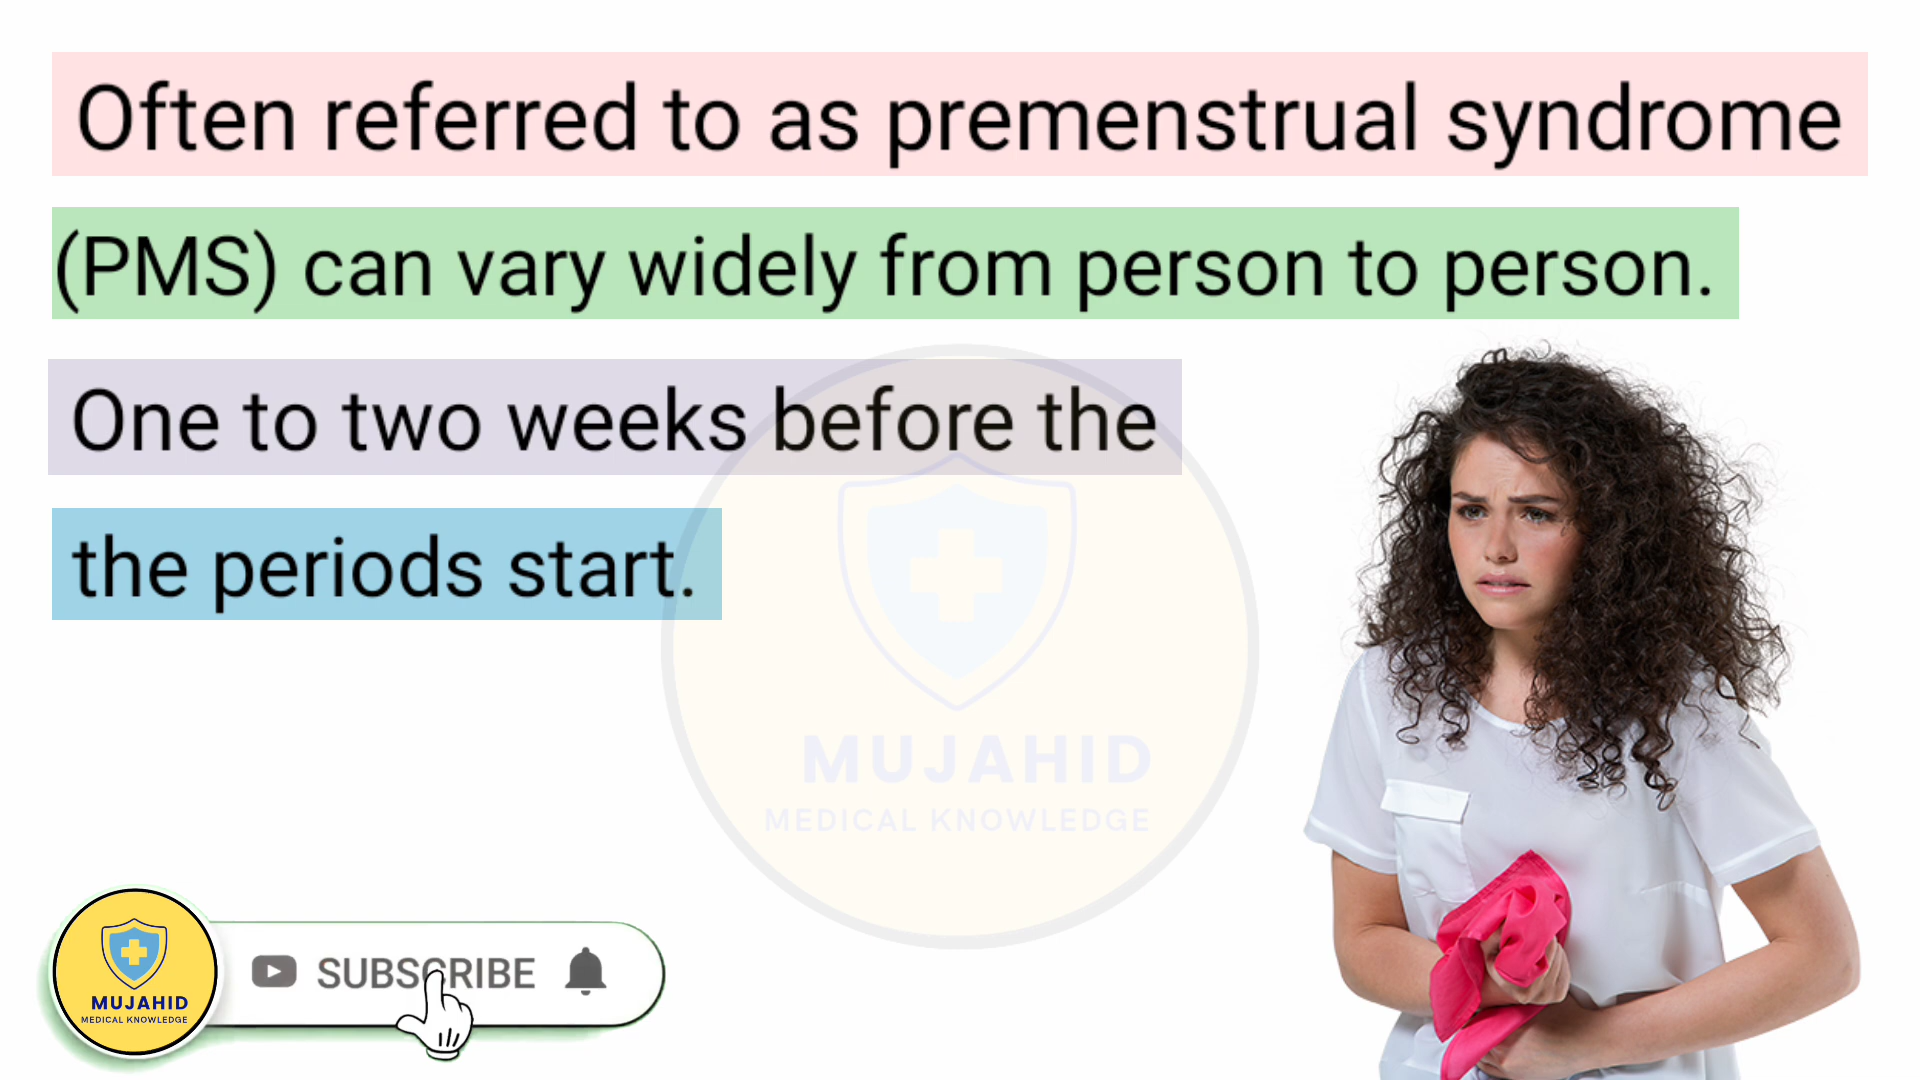 Often referred to as premenstrual syndrome
(PMS) can vary widely from person to person.
One to two weeks before the
the periods start.
MUJAHID
MEDICAL KNOWLEDGE
MUJAHID
MEDICAL KNOWLEDGE
SUBSCRIBE